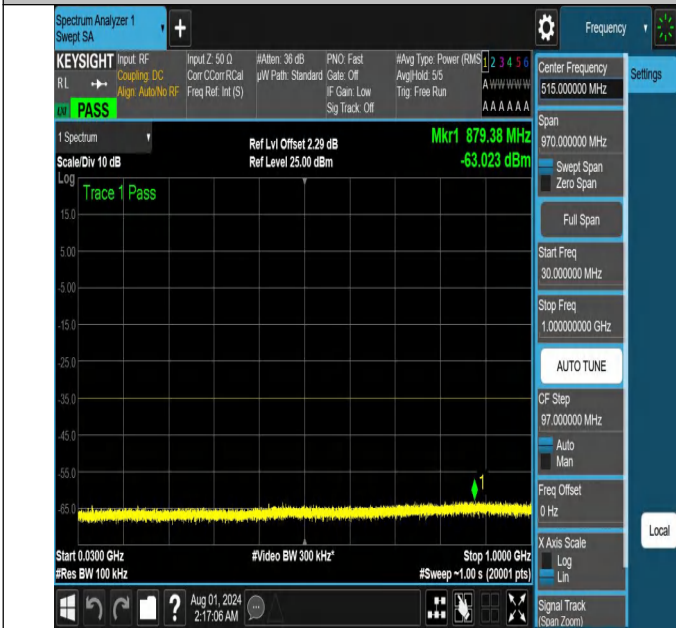 Spectrum Analyzer 1
Swept SA
+
Frequency
KEYSIGHT
RL
PASS
Input: RF
Coupling: DC
Align: Auto/No RF
Input Z: 50 Ω
Corr CCorr RCal
Freq Ref: Int (S)
#Atten: 36 dB
µW Path: Standard
PNO: Fast
Gate: Off
IF Gain: Low
Sig Track: Off
#Avg Type: Power (RMS
Avg|Hold: 5/5
Trig: Free Run
1 2 3 4 5 6
A W W W W W
A A A A A A
1 Spectrum
Scale/Div 10 dB
Ref Lvl Offset 2.29 dB
Ref Level 25.00 dBm
Mkr1 879.38 MHz
-63.023 dBm
Log
Trace 1 Pass
15.0
5.00
-5.00
-15.0
-25.0
-35.0
-45.0
-55.0
-65.0
1
Start 0.0300 GHz
#Res BW 100 kHz
#Video BW 300 kHz*
Stop 1.0000 GHz
#Sweep ~1.00 s (20001 pts)
Aug 01, 2024
2:17:06 AM
Center Frequency
515.000000 MHz
Span
970.000000 MHz
Swept Span
Zero Span
Full Span
Start Freq
30.000000 MHz
Stop Freq
1.000000000 GHz
AUTO TUNE
CF Step
97.000000 MHz
Auto
Man
Freq Offset
0 Hz
X Axis Scale
Log
Lin
Signal Track
(Span Zoom)
Settings
Local